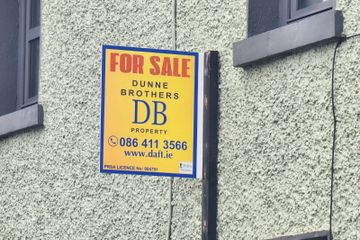 FOR SALE
DUNNE
BROTHERS
DB
PROPERTY
086 411 3566
www.daft.ie